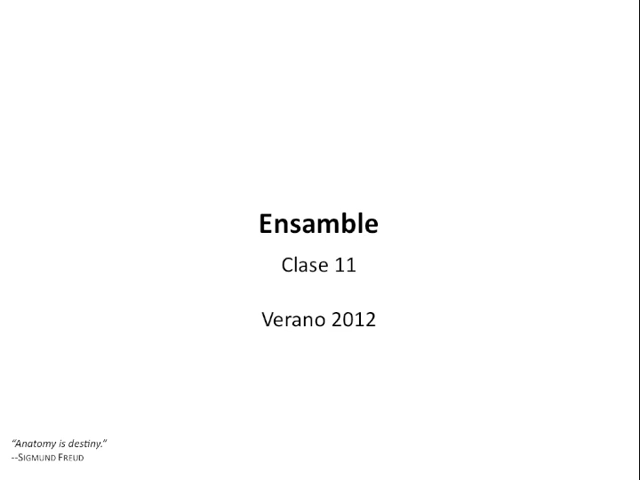 Ensamble
Clase 11
Verano 2012
“Anatomy is destiny.”
--SIGMUND FREUD